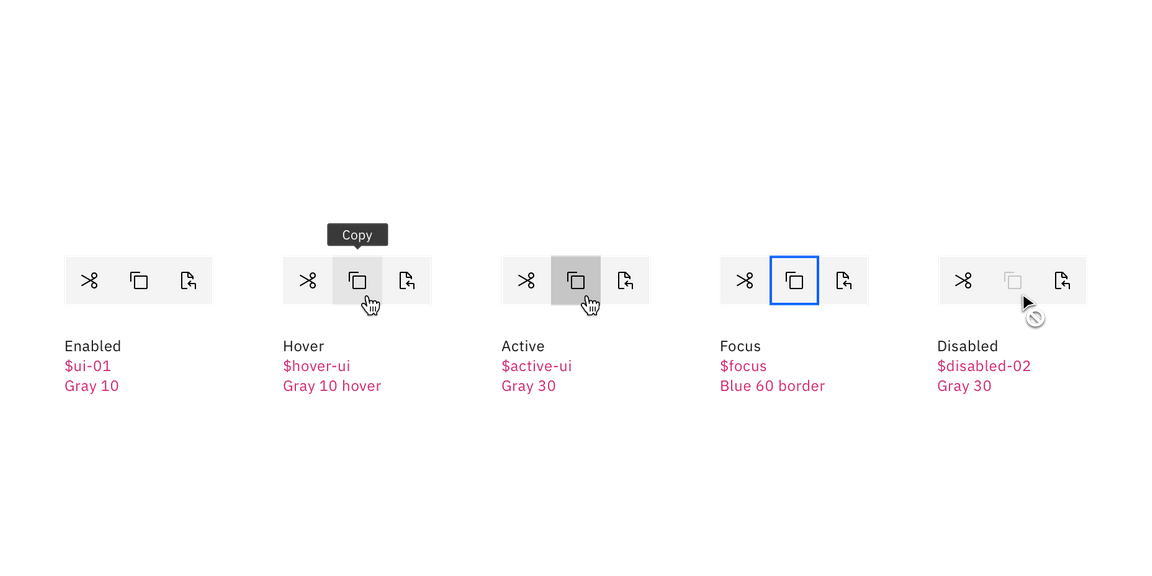 Copy
Enabled
$ui-01
Gray 10
Hover
$hover-ui
Gray 10 hover
Active
$active-ui
Gray 30
Focus
$focus
Blue 60 border
Disabled
$disabled-02
Gray 30